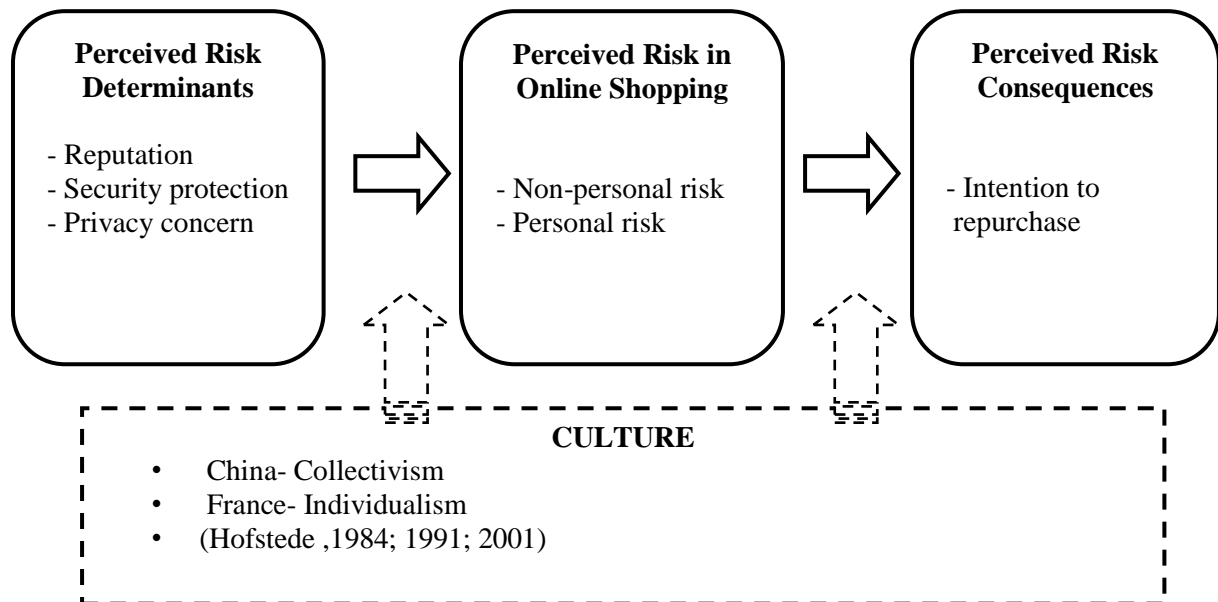 Perceived Risk
Determinants
- Reputation
- Security protection
- Privacy concern
Perceived Risk in
Online Shopping
- Non-personal risk
- Personal risk
Perceived Risk
Consequences
- Intention to
repurchase
CULTURE
• China- Collectivism
• France- Individualism
• (Hofstede ,1984; 1991; 2001)